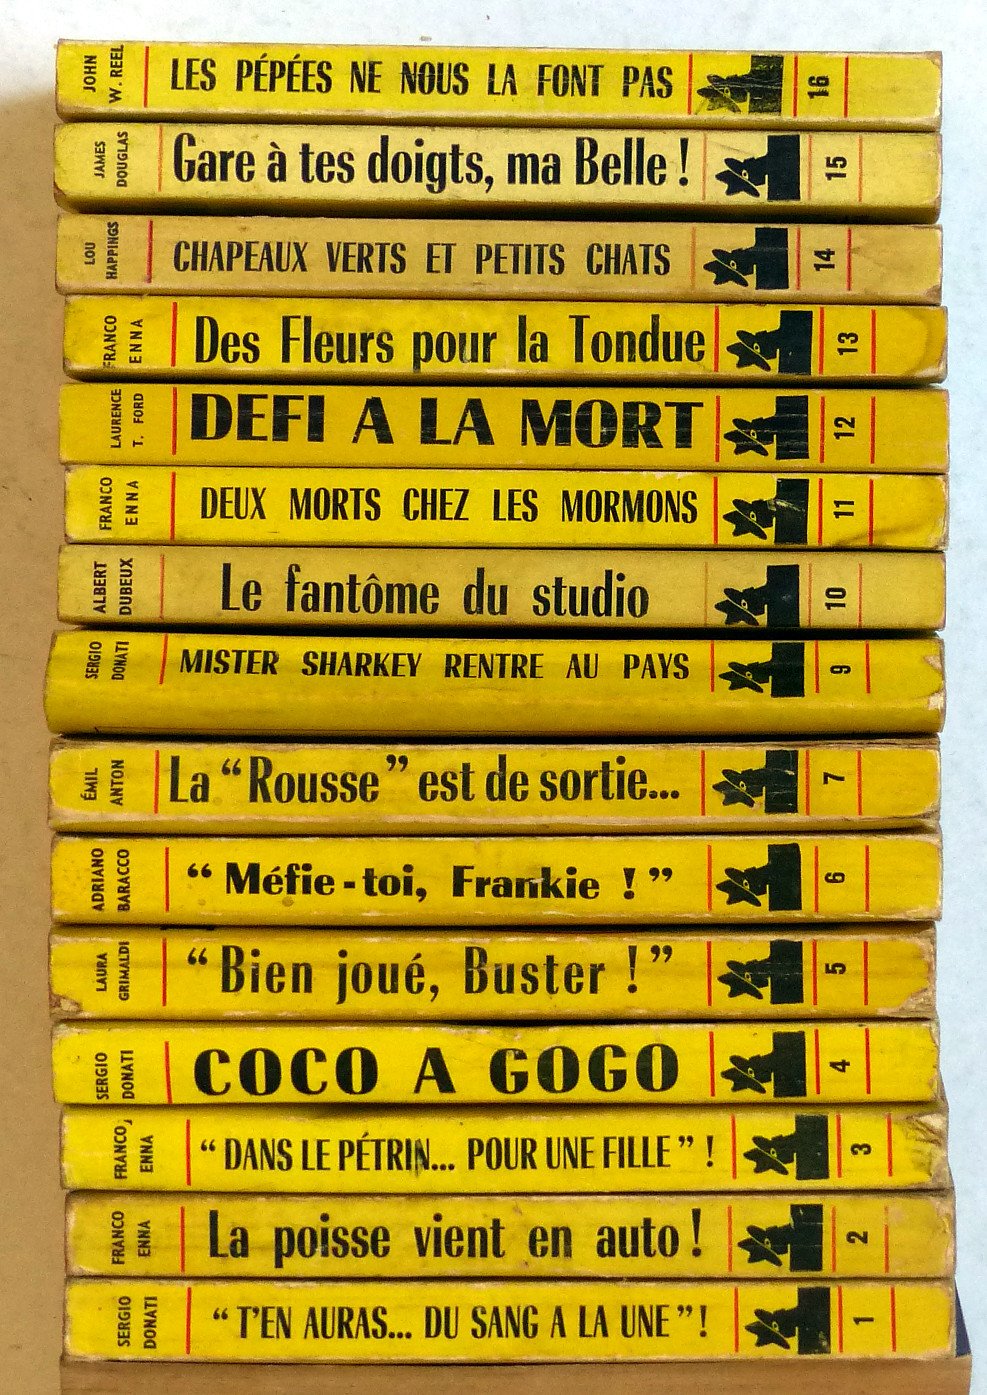 JOHN
W. REEL
LES PÉPÉES NE NOUS LA FONT PAS
16
JAMES
DOUGLAS
Gare à tes doigts, ma Belle !
15
LOU
HAPPINGS
CHAPEAUX VERTS ET PETITS CHATS
14
FRANCO
ENNA
Des Fleurs pour la Tondue
13
LAURENCE
T. FORD
DEFI A LA MORT
12
FRANCO
ENNA
DEUX MORTS CHEZ LES MORMONS
11
ALBERT
DUBEUX
Le fantôme du studio
10
SERGIO
DONATI
MISTER SHARKEY RENTRE AU PAYS
9
ÉMIL
ANTON
La “Rousse” est de sortie...
7
ADRIANO
BARACCO
“ Méfie-toi, Frankie ! ”
6
LAURA
GRIMALDI
“ Bien joué, Buster ! ”
5
SERGIO
DONATI
COCO A GOGO
4
FRANCO,
ENNA
“ DANS LE PÉTRIN... POUR UNE FILLE ” !
3
FRANCO
ENNA
La poisse vient en auto !
2
SERGIO
DONATI
“ T'EN AURAS... DU SANG A LA UNE ” !
1